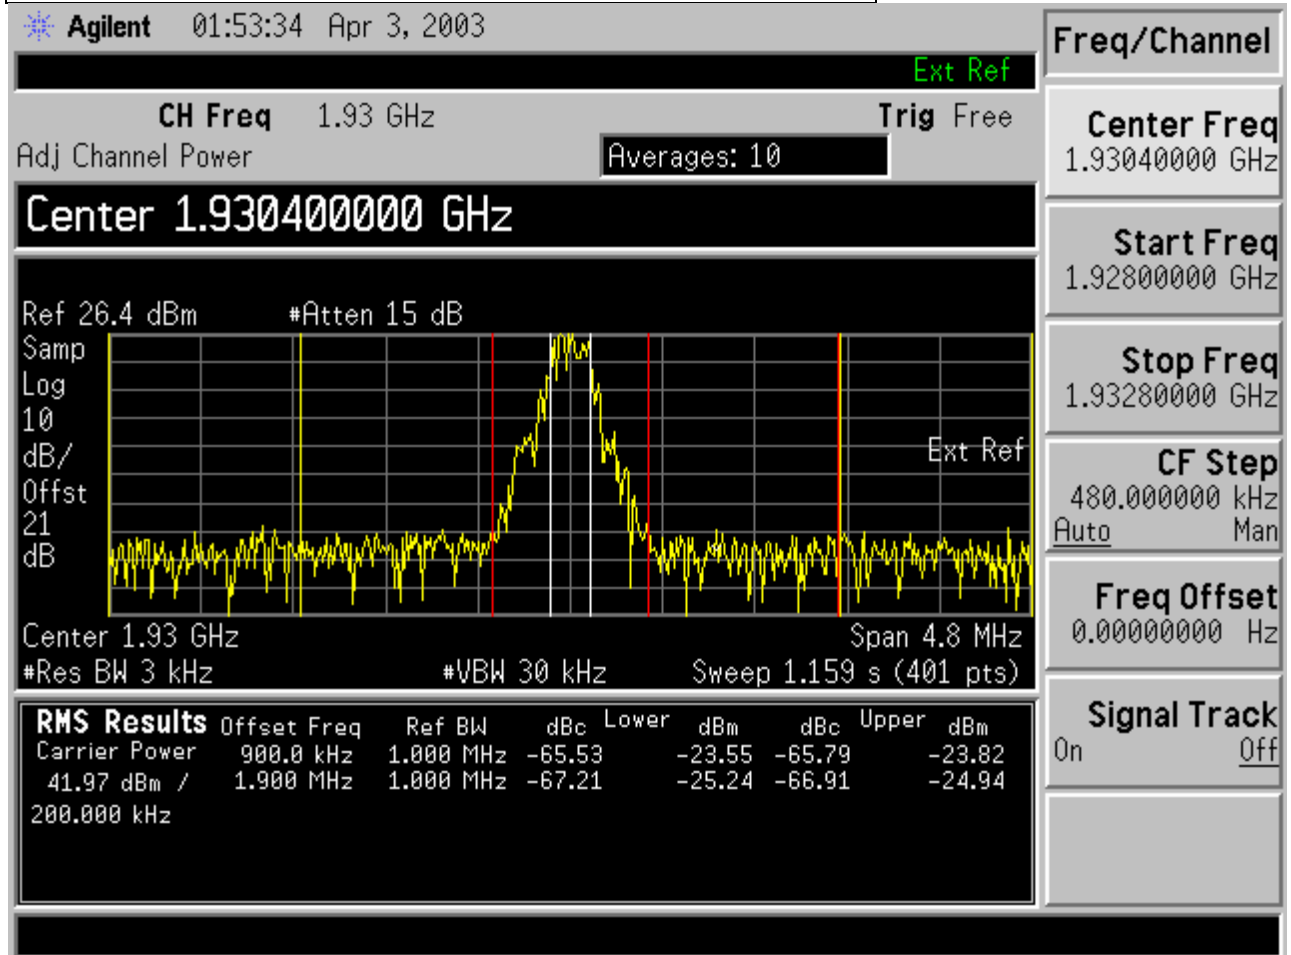 Agilent 01:53:34 Apr 3, 2003
Ext Ref
CH Freq 1.93 GHz Trig Free
Adj Channel Power Averages: 10
Center 1.930400000 GHz
Ref 26.4 dBm #Atten 15 dB
Samp
Log
10
dB/
Offst
21
dB
Ext Ref
Center 1.93 GHz Span 4.8 MHz
#Res BW 3 kHz #VBW 30 kHz Sweep 1.159 s (401 pts)
RMS Results Offset Freq Ref BW dBc Lower dBm dBc Upper dBm
Carrier Power 900.0 kHz 1.000 MHz -65.53 -23.55 -65.79 -23.82
41.97 dBm / 1.900 MHz 1.000 MHz -67.21 -25.24 -66.91 -24.94
200.000 kHz
Freq/Channel
Center Freq
1.93040000 GHz
Start Freq
1.92800000 GHz
Stop Freq
1.93280000 GHz
CF Step
480.000000 kHz
Auto Man
Freq Offset
0.00000000 Hz
Signal Track
On Off